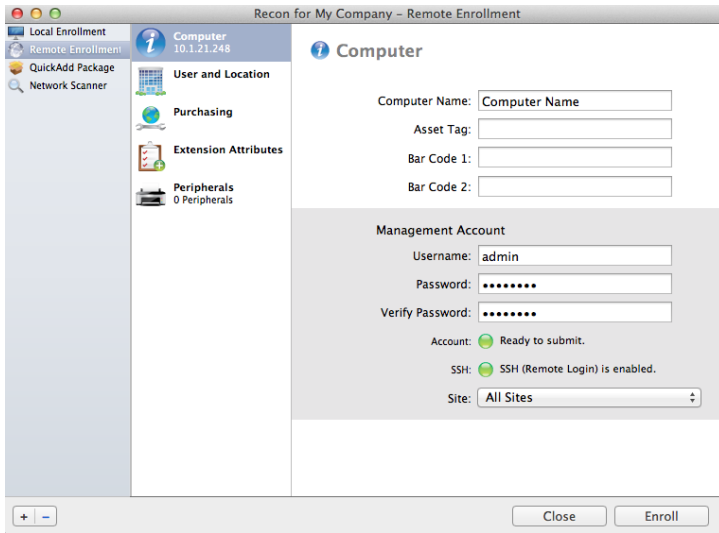 Recon for My Company – Remote Enrollment
Local Enrollment
Remote Enrollment
QuickAdd Package
Network Scanner
Computer
10.1.21.248
User and Location
Purchasing
Extension Attributes
Peripherals
0 Peripherals
Computer
Computer Name: Computer Name
Asset Tag:
Bar Code 1:
Bar Code 2:
Management Account
Username: admin
Password: ••••••••
Verify Password: ••••••••
Account: Ready to submit.
SSH: SSH (Remote Login) is enabled.
Site: All Sites
+ −
Close
Enroll